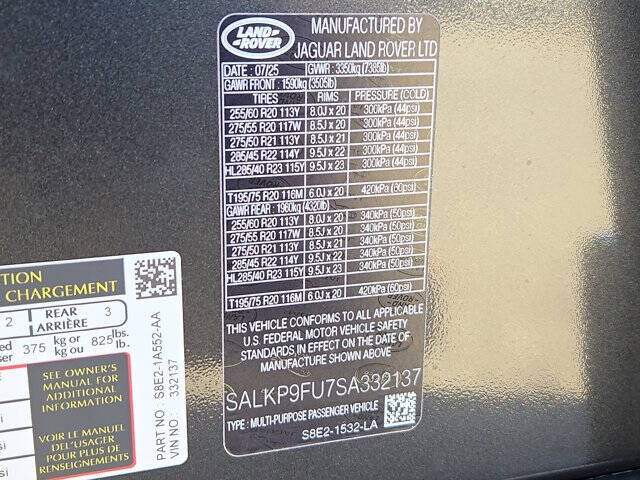 LAND ROVER
MANUFACTURED BY
JAGUAR LAND ROVER LTD
DATE : 07/25 GVWR : 3350kg (7385lb)
GAWR FRONT : 1590kg (3505lb)
TIRES RIMS PRESSURE (COLD)
255/60 R20 113Y 8.0J x 20 300kPa (44psi)
275/55 R20 117W 8.5J x 20 300kPa (44psi)
275/50 R21 113Y 8.5J x 21 300kPa (44psi)
285/45 R22 114Y 9.5J x 22 300kPa (44psi)
HL285/40 R23 115Y 9.5J x 23 300kPa (44psi)
T195/75 R20 116M 6.0J x 20 420kPa (60psi)
GAWR REAR : 1960kg (4320lb)
255/60 R20 113Y 8.0J x 20 340kPa (50psi)
275/55 R20 117W 8.5J x 20 340kPa (50psi)
275/50 R21 113Y 8.5J x 21 340kPa (50psi)
285/45 R22 114Y 9.5J x 22 340kPa (50psi)
HL285/40 R23 115Y 9.5J x 23 340kPa (50psi)
T195/75 R20 116M 6.0J x 20 420kPa (60psi)
THIS VEHICLE CONFORMS TO ALL APPLICABLE
U.S. FEDERAL MOTOR VEHICLE SAFETY STANDARDS
IN EFFECT ON THE DATE OF
MANUFACTURE SHOWN ABOVE
SALKP9FU7SA332137
TYPE : MULTI-PURPOSE PASSENGER VEHICLE
S8E2-1532-LA
TION
CHARGEMENT
2 REAR ARRIÈRE 3
ed 375 kg or 825 lbs.
ser kg ou lb.
SEE OWNER'S
MANUAL FOR
ADDITIONAL
INFORMATION
VOIR LE MANUEL
DEL'USAGER
POUR PLUS DE
RENSEIGNEMENTS
si
si
PART NO : S8E2-1A552-AA
VIN NO : 332137